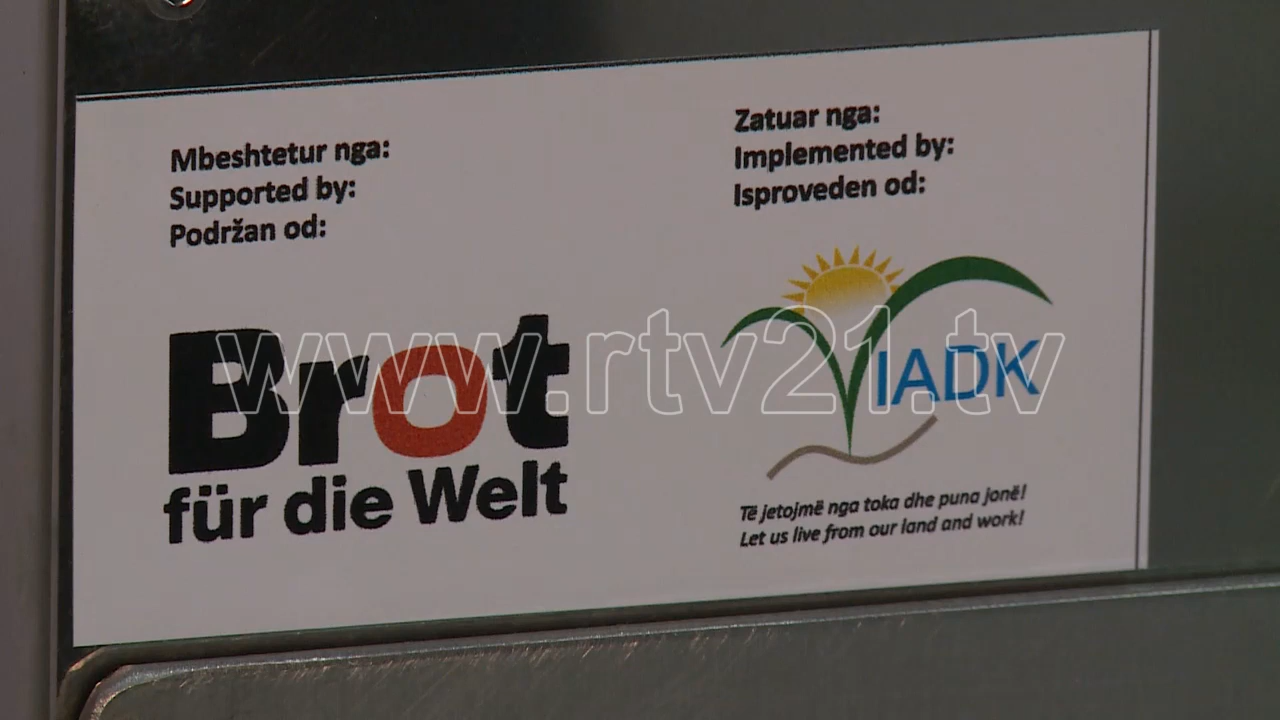 Mbeshtetur nga:
Supported by:
Podržan od:
Brot
für die Welt
Zatuar nga:
Implemented by:
Isproveden od:
IADK
Të jetojmë nga toka dhe puna jonë!
Let us live from our land and work!
www.rtv21.tv